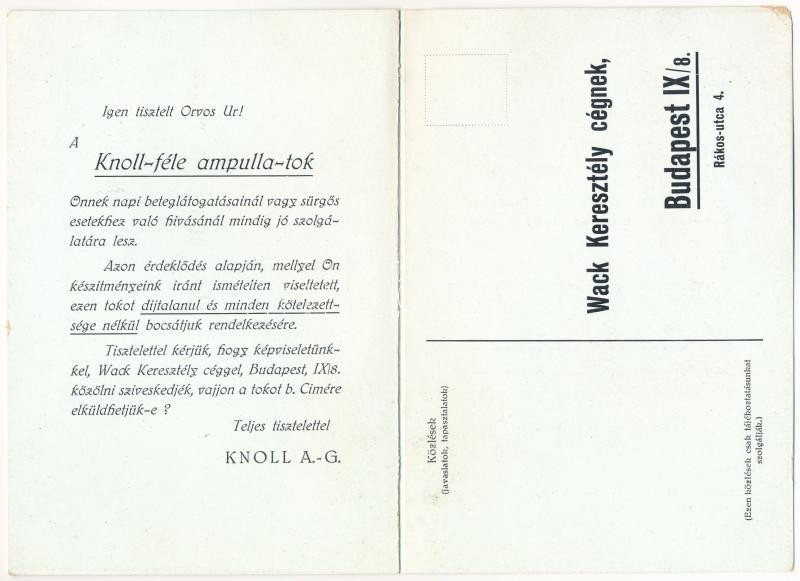 Igen tisztelt Orvos Ur!
A
Knoll-féle ampulla-tok
Önnek napi beteglátogatásainál vagy sürgős
esetekhez való hivásánál mindig jó szolgá-
latára lesz.
Azon érdeklődés alapján, mellyel Ön
készitményeink iránt ismételten viseltetett,
ezen tokot dijtalanul és minden kötelezett-
sége nélkül bocsátjuk rendelkezésére.
Tisztelettel kérjük, hogy képviseletünk-
kel, Wack Keresztély céggel, Budapest, IX/8.
közölni sziveskedjék, vajjon a tokot b. Cimére
elküldhetjük-e ?
Teljes tisztelettel
KNOLL A.-G.
Wack Keresztély cégnek,
Budapest IX/8.
Rákos-utca 4.
Közlések
(javaslatok, tapasztalatok)
(Ezen közlések csak tájékoztatásunkat
szolgálják.)